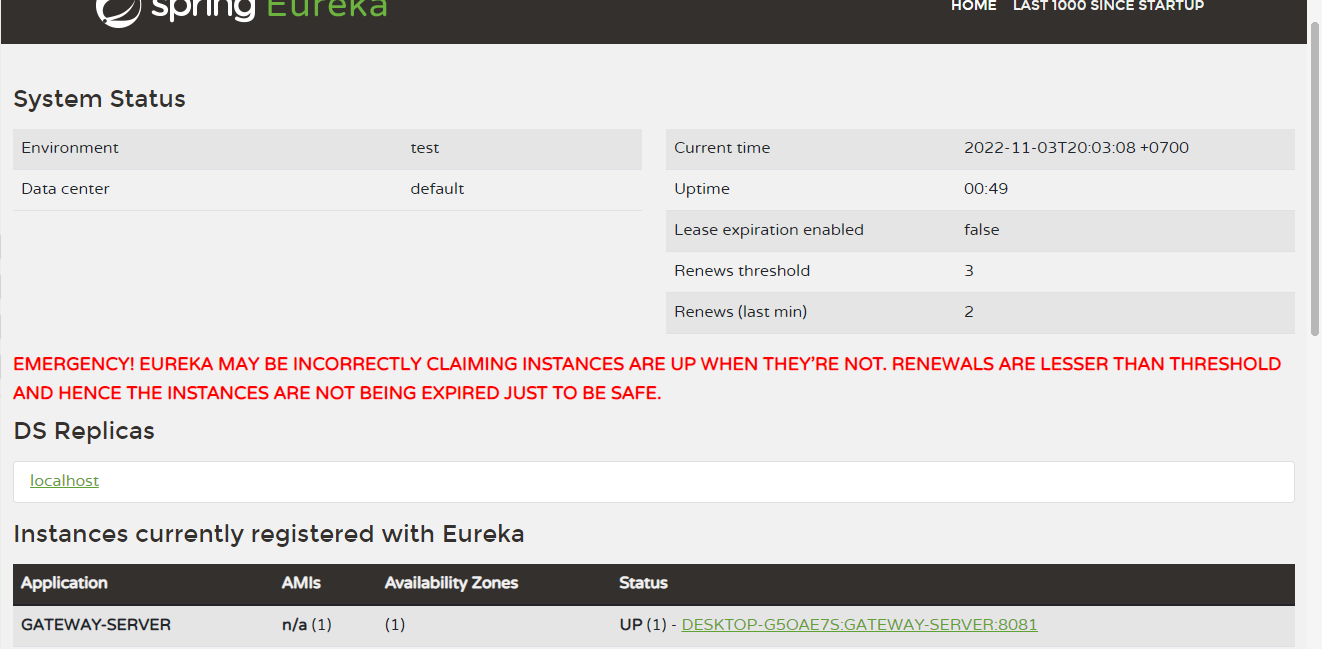 spring Eureka
HOME LAST 1000 SINCE STARTUP
System Status
Environment test
Data center default
Current time 2022-11-03T20:03:08 +0700
Uptime 00:49
Lease expiration enabled false
Renews threshold 3
Renews (last min) 2
EMERGENCY! EUREKA MAY BE INCORRECTLY CLAIMING INSTANCES ARE UP WHEN THEY'RE NOT. RENEWALS ARE LESSER THAN THRESHOLD
AND HENCE THE INSTANCES ARE NOT BEING EXPIRED JUST TO BE SAFE.
DS Replicas
localhost
Instances currently registered with Eureka
Application AMIs Availability Zones Status
GATEWAY-SERVER n/a (1) (1) UP (1) - DESKTOP-G5OAE7S:GATEWAY-SERVER:8081